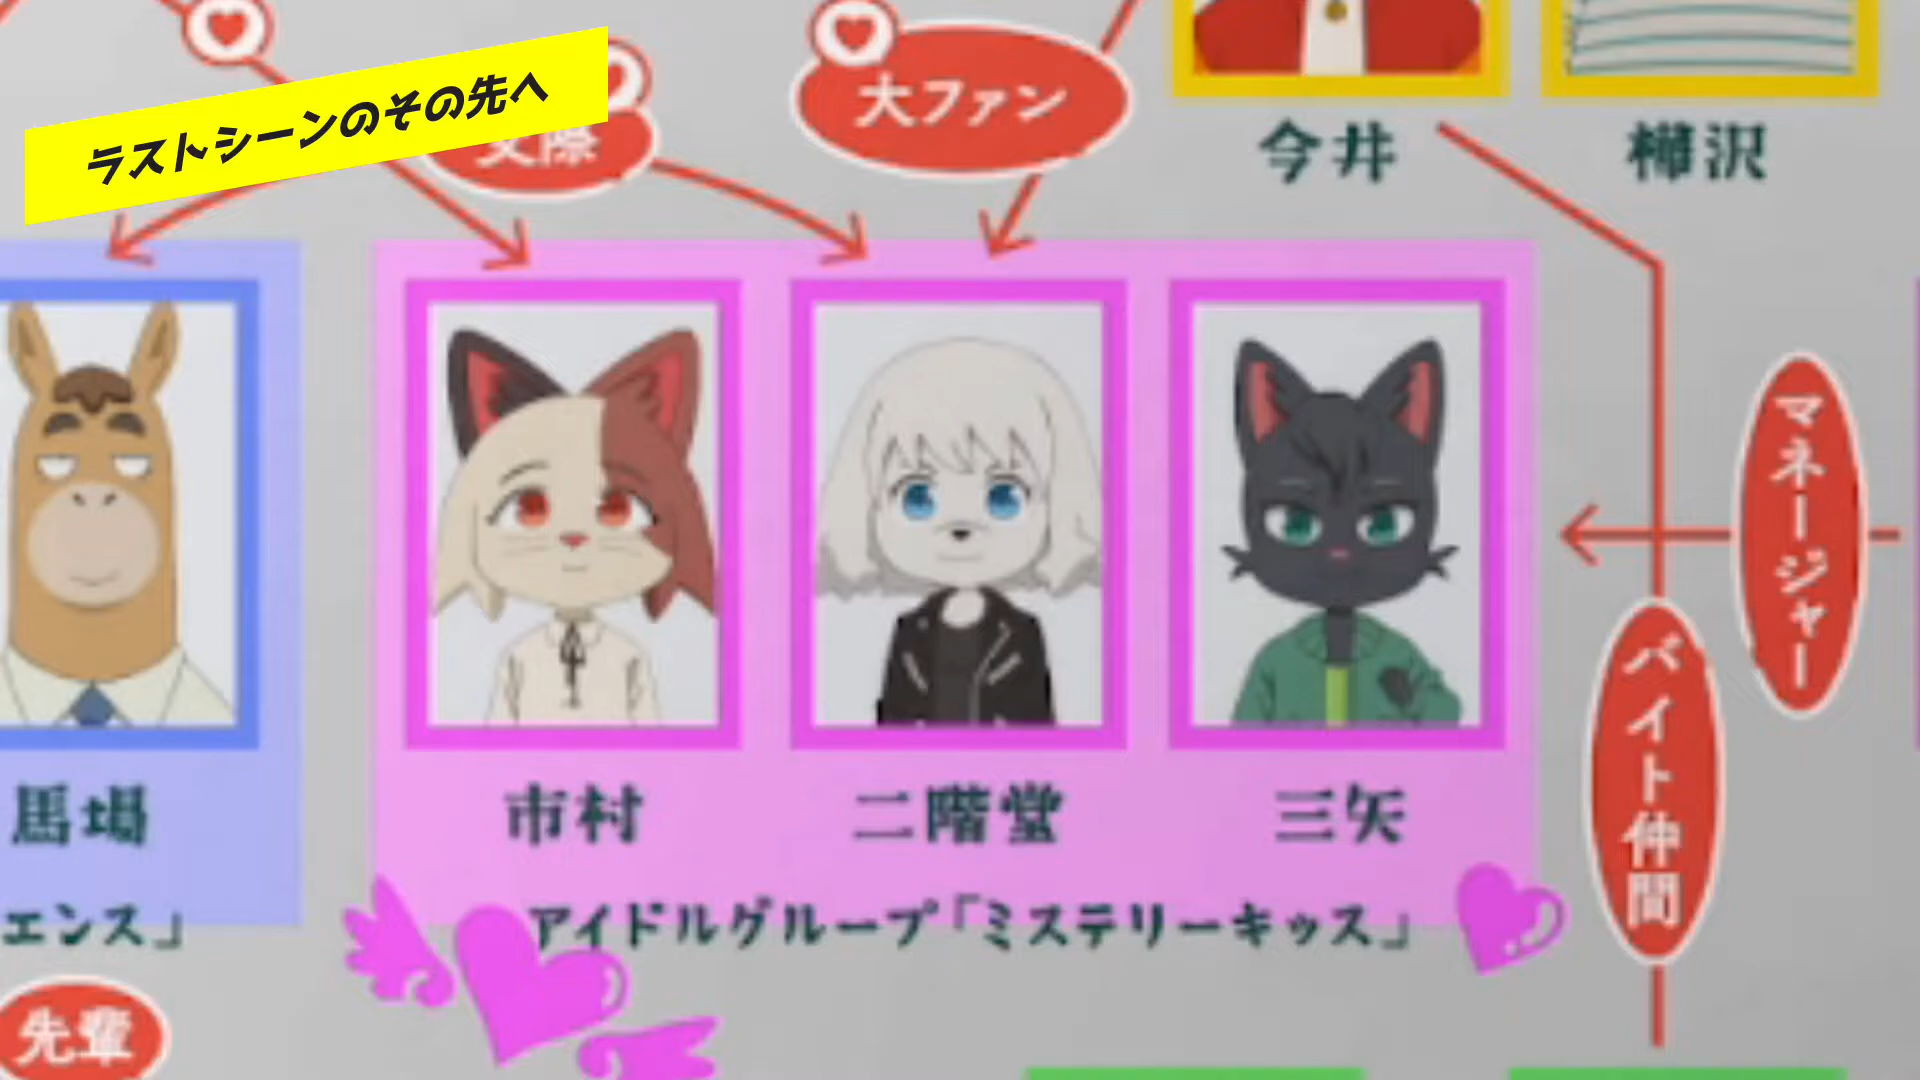 ラストシーンのその先へ
交際
大ファン
今井
樺沢
マネージャー
バイト仲間
馬場
市村
二階堂
三矢
エンス」
アイドルグループ「ミステリーキッス」
先輩